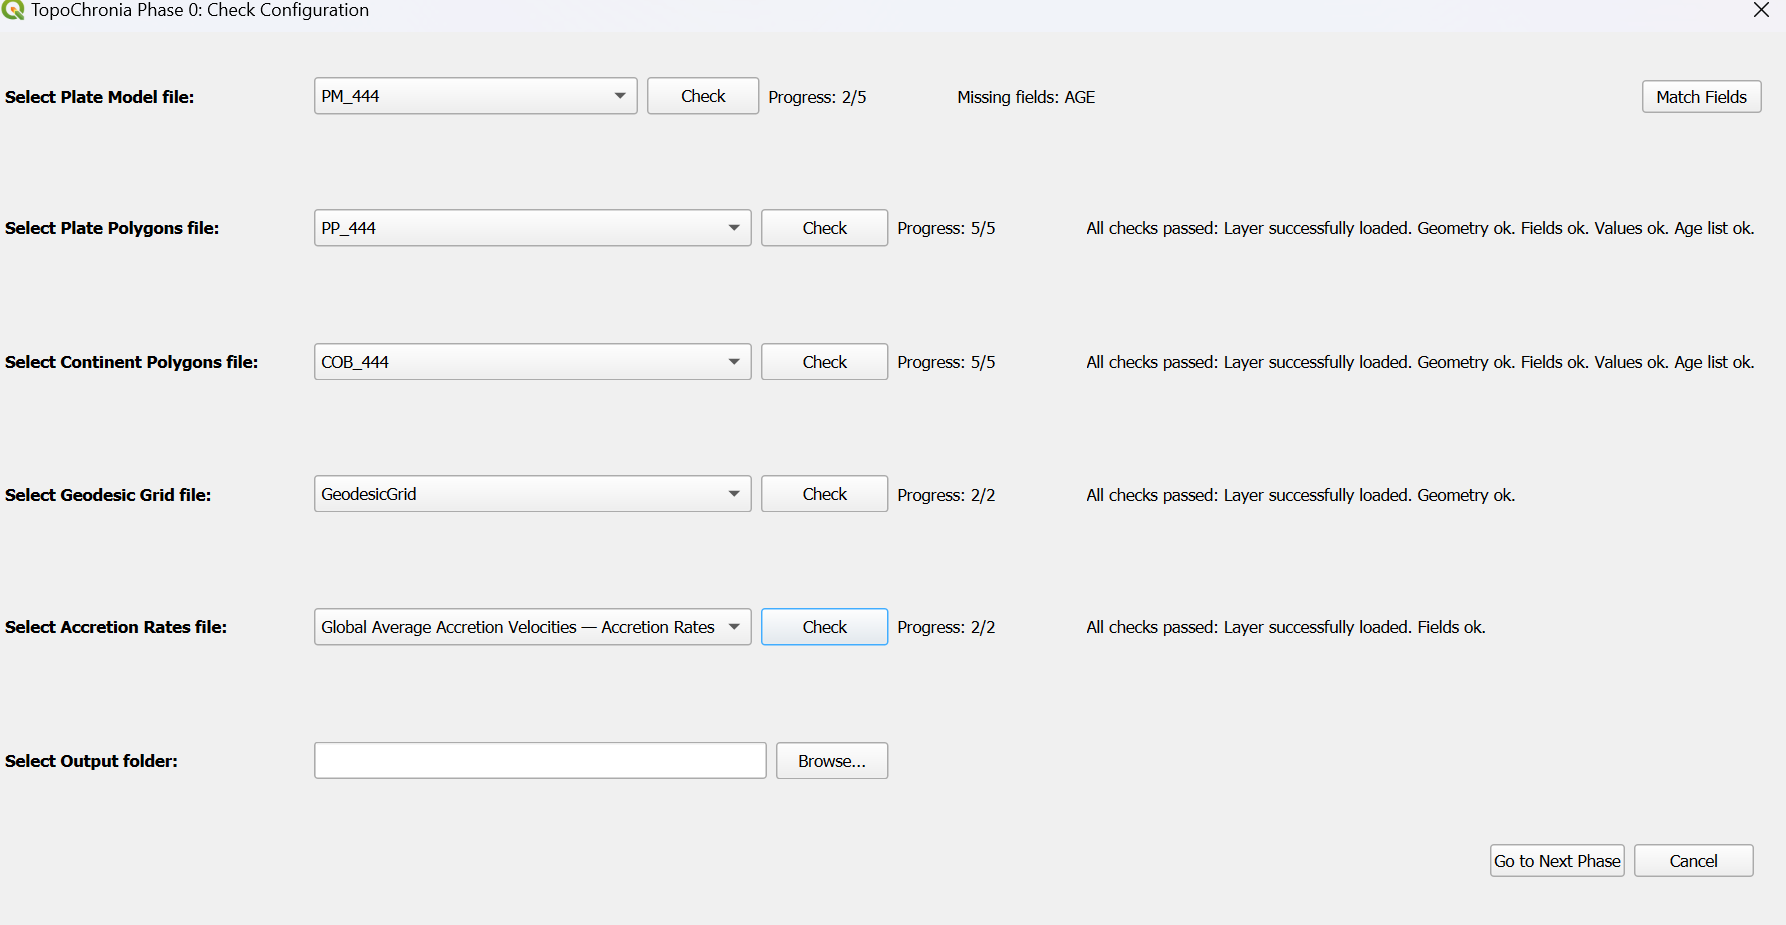 TopoChronia Phase 0: Check Configuration
Select Plate Model file: PM_444 Check Progress: 2/5 Missing fields: AGE Match Fields
Select Plate Polygons file: PP_444 Check Progress: 5/5 All checks passed: Layer successfully loaded. Geometry ok. Fields ok. Values ok. Age list ok.
Select Continent Polygons file: COB_444 Check Progress: 5/5 All checks passed: Layer successfully loaded. Geometry ok. Fields ok. Values ok. Age list ok.
Select Geodesic Grid file: GeodesicGrid Check Progress: 2/2 All checks passed: Layer successfully loaded. Geometry ok.
Select Accretion Rates file: Global Average Accretion Velocities — Accretion Rates Check Progress: 2/2 All checks passed: Layer successfully loaded. Fields ok.
Select Output folder: Browse...
Go to Next Phase Cancel